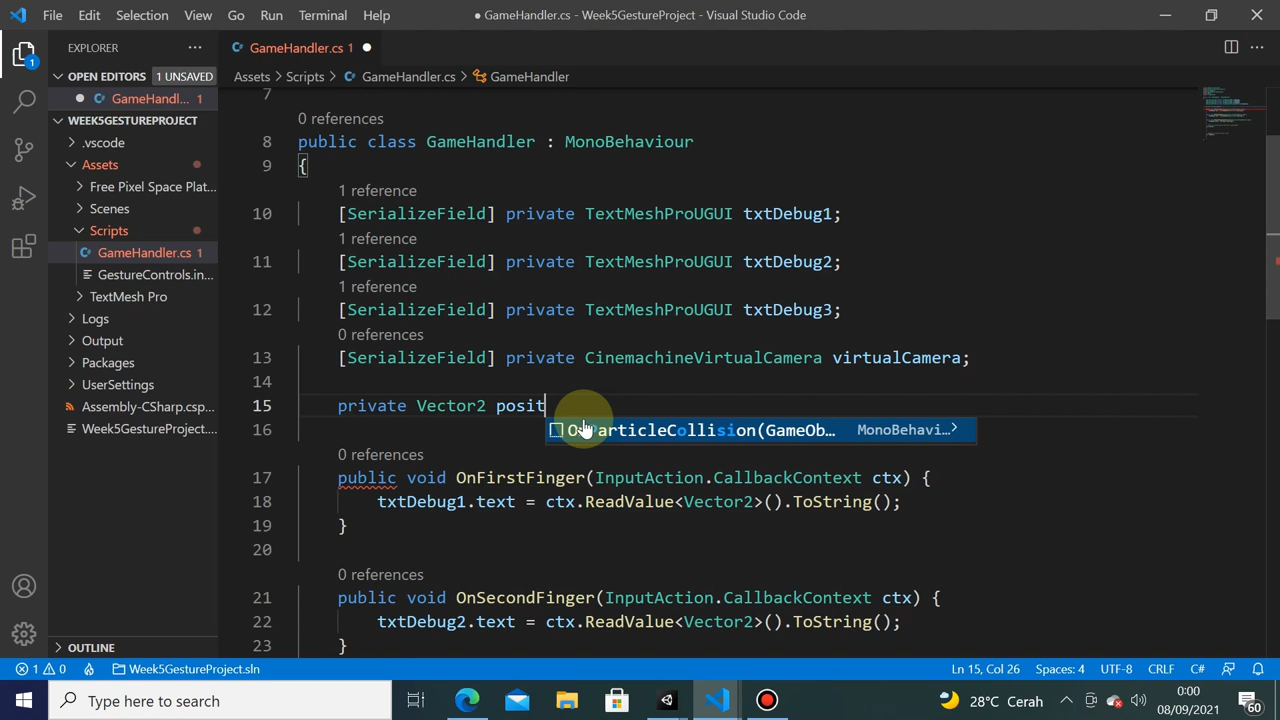 File Edit Selection View Go Run Terminal Help ● GameHandler.cs - Week5GestureProject - Visual Studio Code
EXPLORER ···
GameHandler.cs 1 ●
OPEN EDITORS 1 UNSAVED
● GameHandl... 1
Assets > Scripts > GameHandler.cs > GameHandler
WEEK5GESTUREPROJECT
.vscode
Assets
Free Pixel Space Plat...
Scenes
Scripts
GameHandler.cs 1
GestureControls.in...
TextMesh Pro
Logs
Output
Packages
UserSettings
Assembly-CSharp.csp...
Week5GestureProject...
OUTLINE
1
7
0 references
8 public class GameHandler : MonoBehaviour
9 {
1 reference
10 [SerializeField] private TextMeshProUGUI txtDebug1;
1 reference
11 [SerializeField] private TextMeshProUGUI txtDebug2;
1 reference
12 [SerializeField] private TextMeshProUGUI txtDebug3;
0 references
13 [SerializeField] private CinemachineVirtualCamera virtualCamera;
14
15 private Vector2 posit
16
OnParticleCollision(GameOb... MonoBehavi...
0 references
17 public void OnFirstFinger(InputAction.CallbackContext ctx) {
18 txtDebug1.text = ctx.ReadValue<Vector2>().ToString();
19 }
20
0 references
21 public void OnSecondFinger(InputAction.CallbackContext ctx) {
22 txtDebug2.text = ctx.ReadValue<Vector2>().ToString();
23 }
1 0 Week5GestureProject.sln Ln 15, Col 26 Spaces: 4 UTF-8 CRLF C#
Type here to search 28°C Cerah 0:00
08/09/2021
60